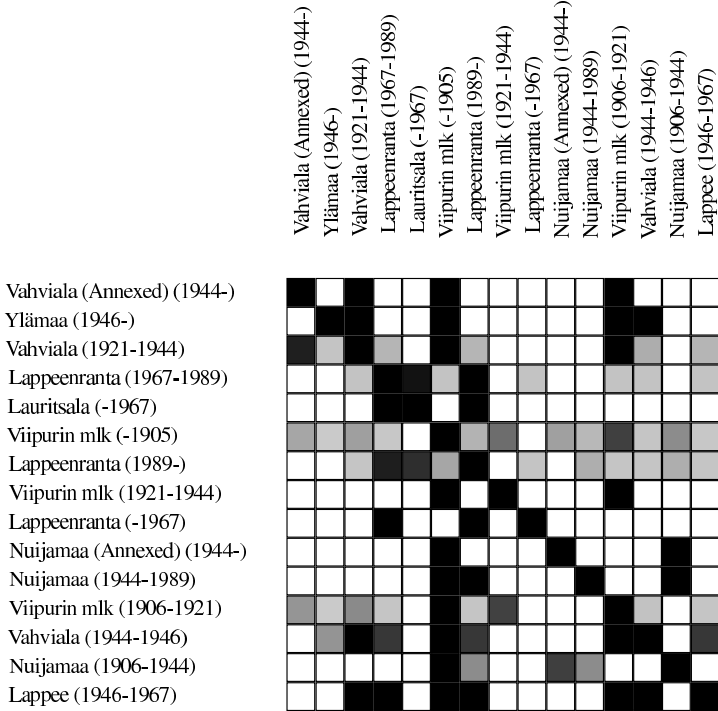 Vahviala (Annexed) (1944-)
Ylämaa (1946-)
Vahviala (1921-1944)
Lappeenranta (1967-1989)
Lauritsala (-1967)
Viipurin mlk (-1905)
Lappeenranta (1989-)
Viipurin mlk (1921-1944)
Lappeenranta (-1967)
Nuijamaa (Annexed) (1944-)
Nuijamaa (1944-1989)
Viipurin mlk (1906-1921)
Vahviala (1944-1946)
Nuijamaa (1906-1944)
Lappee (1946-1967)
Vahviala (Annexed) (1944-)
Ylämaa (1946-)
Vahviala (1921-1944)
Lappeenranta (1967-1989)
Lauritsala (-1967)
Viipurin mlk (-1905)
Lappeenranta (1989-)
Viipurin mlk (1921-1944)
Lappeenranta (-1967)
Nuijamaa (Annexed) (1944-)
Nuijamaa (1944-1989)
Viipurin mlk (1906-1921)
Vahviala (1944-1946)
Nuijamaa (1906-1944)
Lappee (1946-1967)